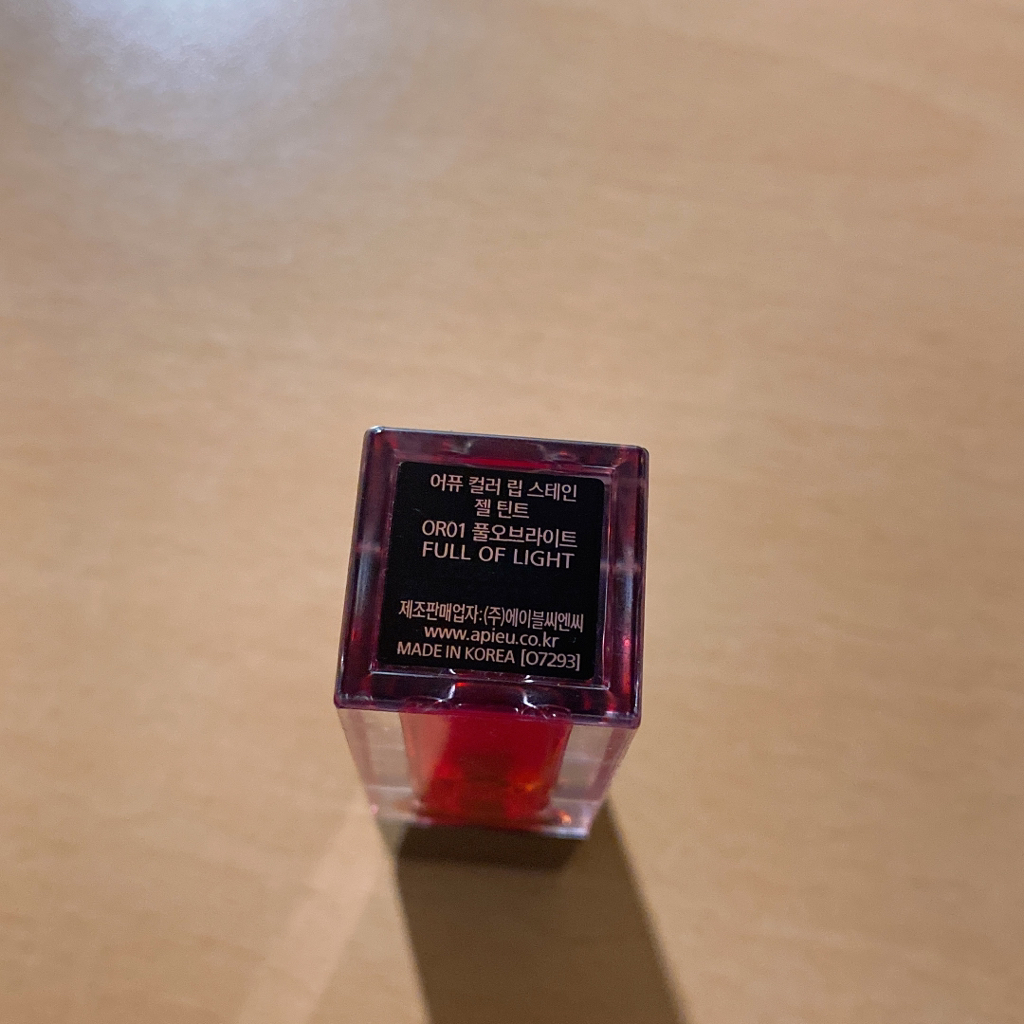 어퓨 컬러 립 스테인
젤 틴트
OR01 풀오브라이트
FULL OF LIGHT
제조판매업자:(주)에이블씨엔씨
www.apieu.co.kr
MADE IN KOREA [O7293]